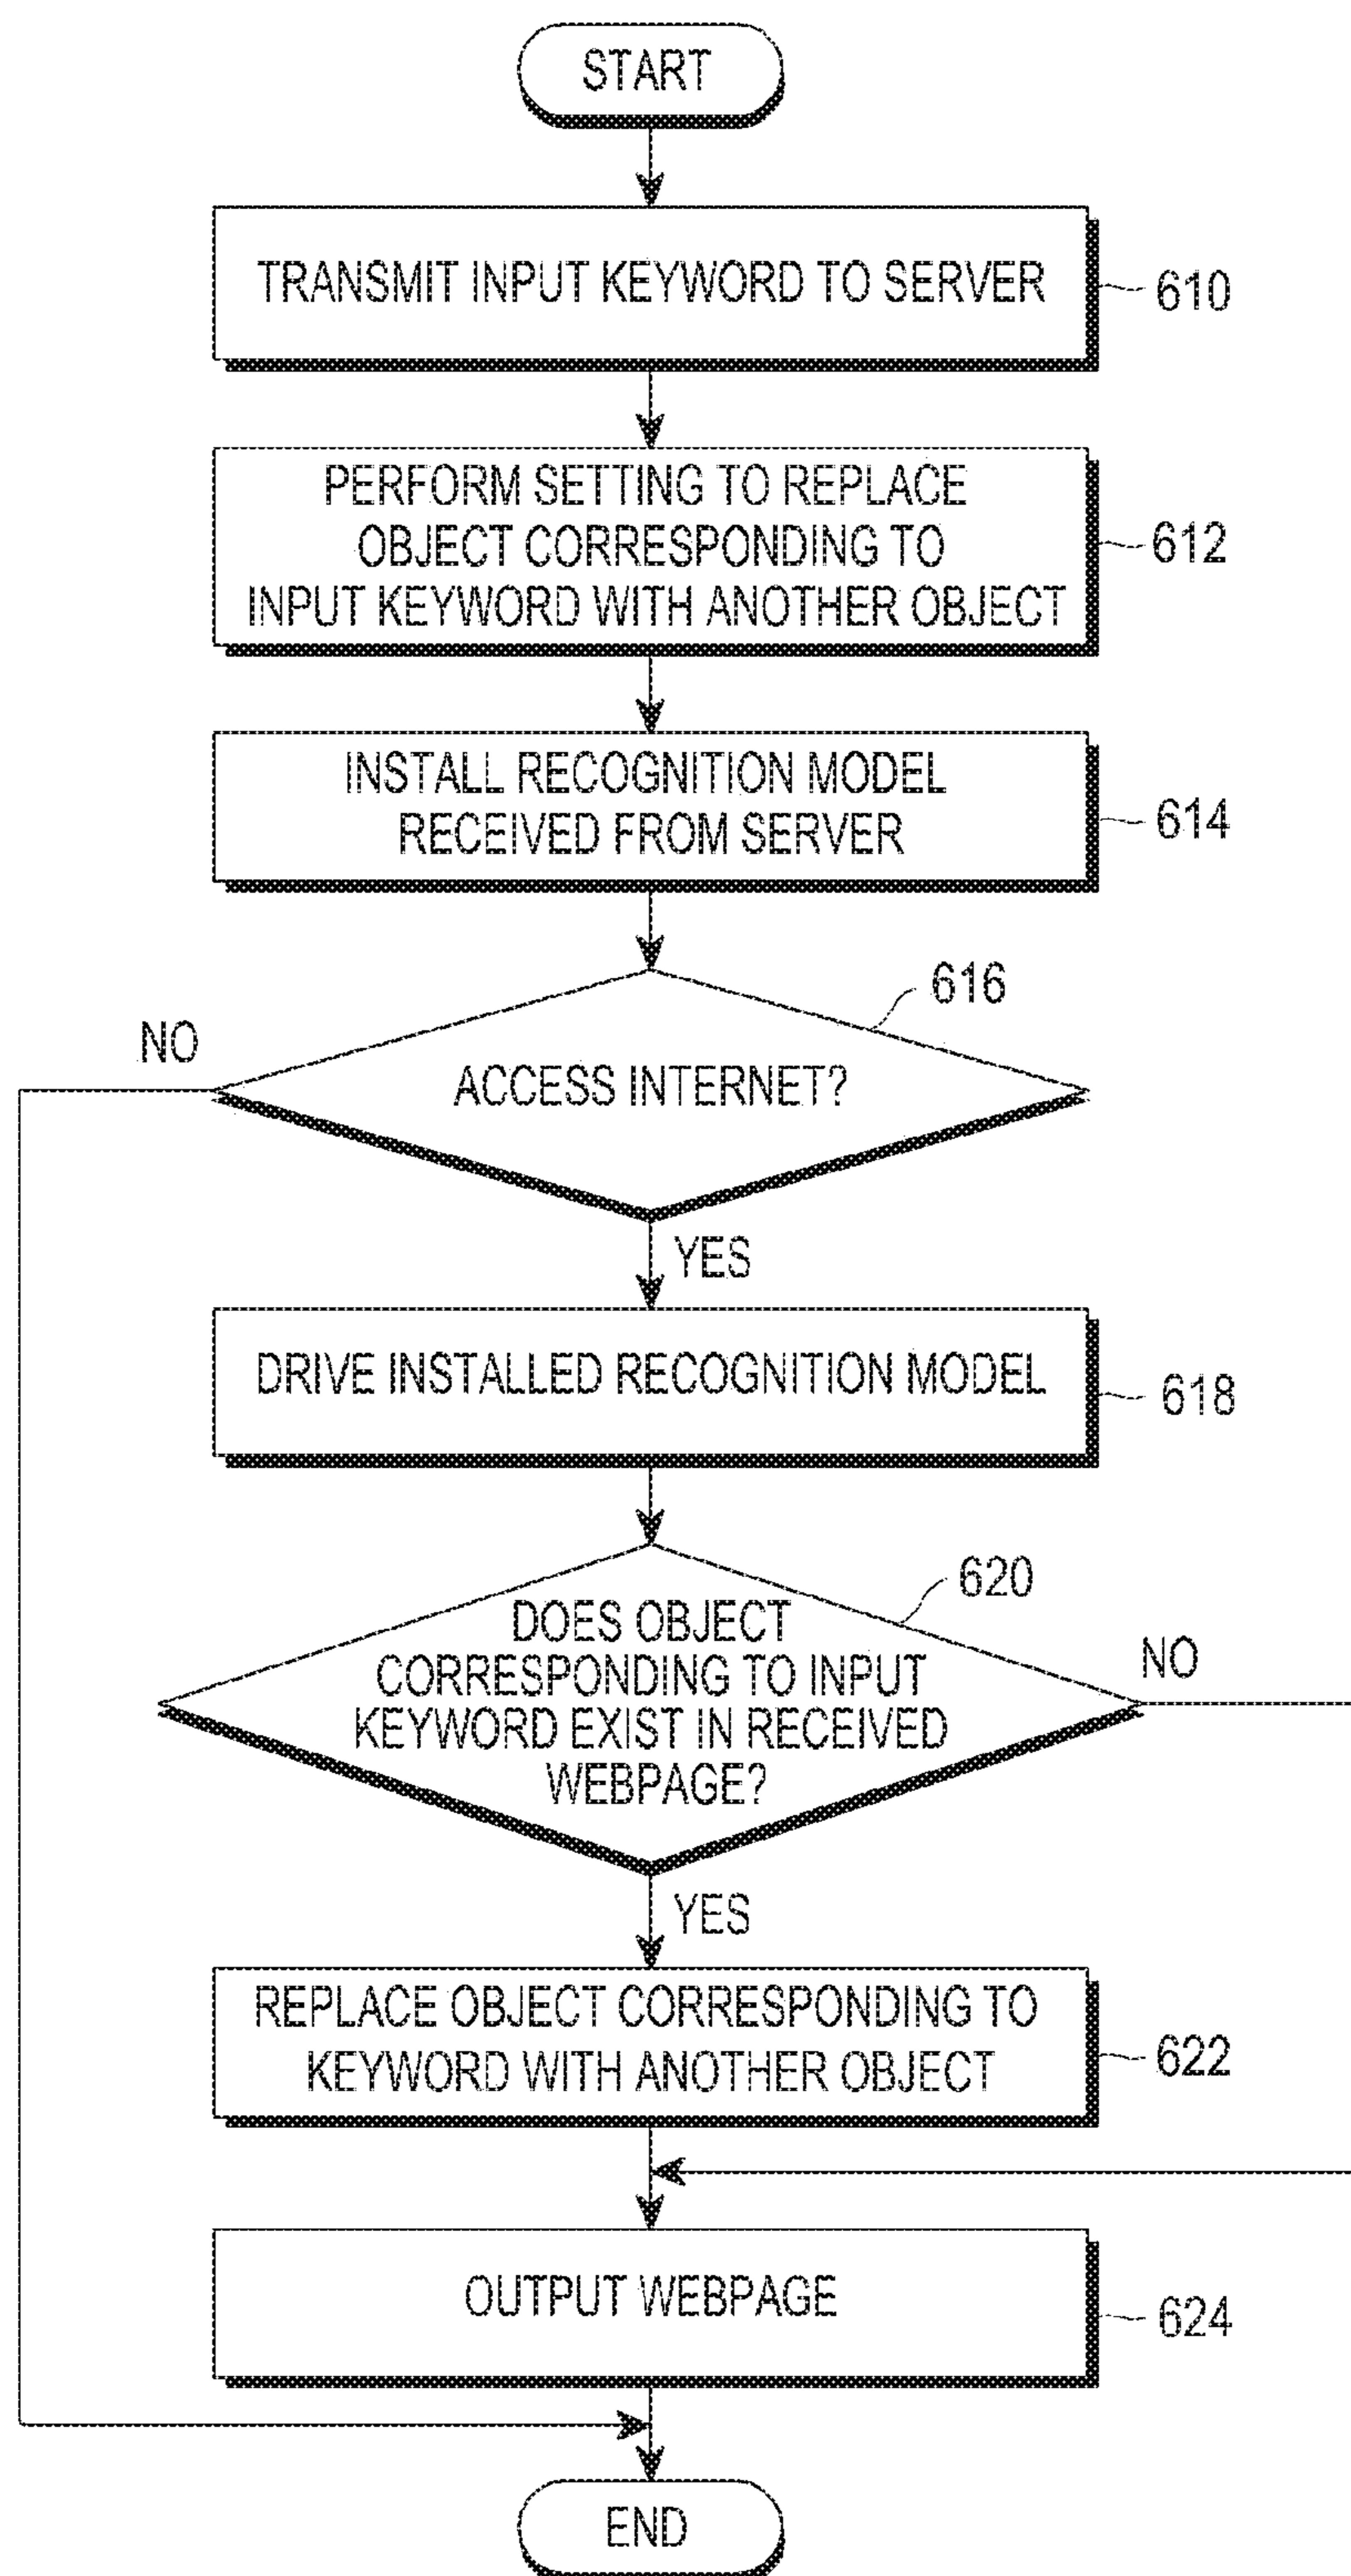 START
TRANSMIT INPUT KEYWORD TO SERVER
610
PERFORM SETTING TO REPLACE
OBJECT CORRESPONDING TO
INPUT KEYWORD WITH ANOTHER OBJECT
612
INSTALL RECOGNITION MODEL
RECEIVED FROM SERVER
614
616
NO
ACCESS INTERNET?
YES
DRIVE INSTALLED RECOGNITION MODEL
618
620
DOES OBJECT
CORRESPONDING TO INPUT
KEYWORD EXIST IN RECEIVED
WEBPAGE?
NO
YES
REPLACE OBJECT CORRESPONDING TO
KEYWORD WITH ANOTHER OBJECT
622
OUTPUT WEBPAGE
624
END